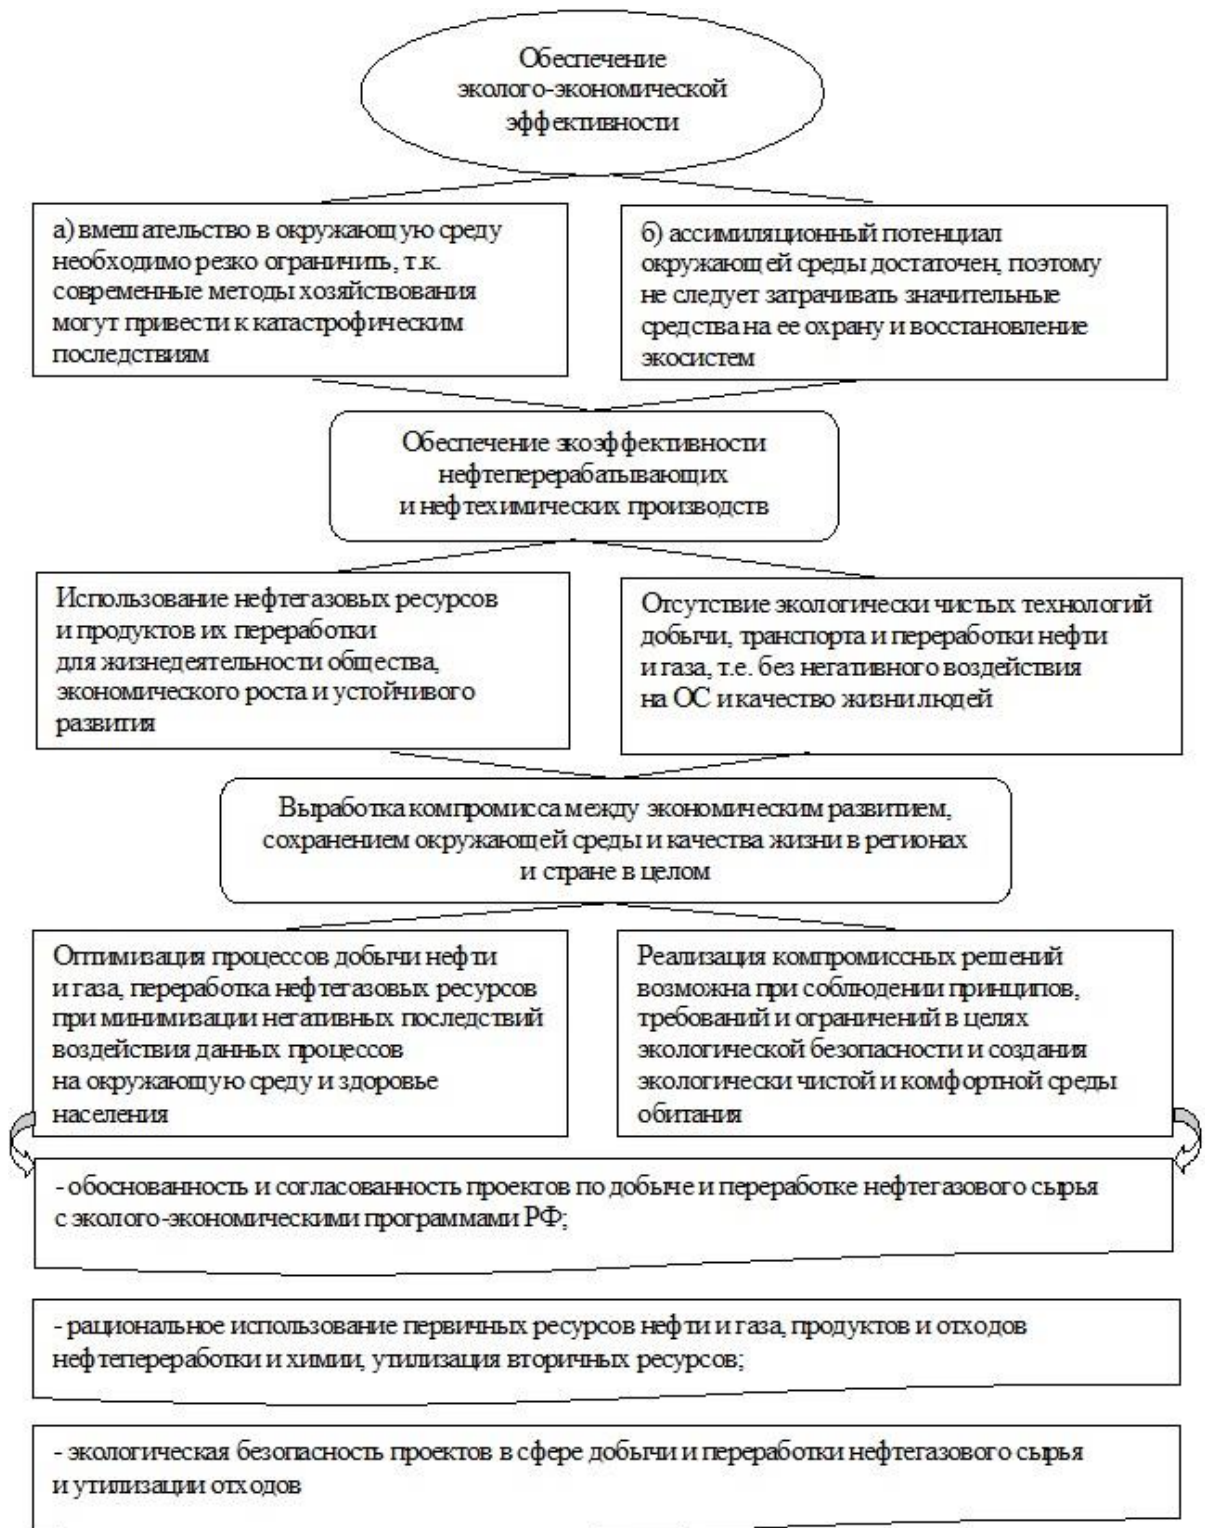 Обеспечение
эколого-экономической
эффективности
а) вмешательство в окружающую среду
необходимо резко ограничить, т.к.
современные методы хозяйствования
могут привести к катастрофическим
последствиям
б) ассимиляционный потенциал
окружающей среды достаточен, поэтому
не следует затрачивать значительные
средства на ее охрану и восстановление
экосистем
Обеспечение экоэффективности
нефтеперерабатывающих
и нефтехимических производств
Использование нефтегазовых ресурсов
и продуктов их переработки
для жизнедеятельности общества,
экономического роста и устойчивого
развития
Отсутствие экологически чистых технологий
добычи, транспорта и переработки нефти
и газа, т.е. без негативного воздействия
на ОС и качество жизни людей
Выработка компромисса между экономическим развитием,
сохранением окружающей среды и качества жизни в регионах
и стране в целом
Оптимизация процессов добычи нефти
и газа, переработка нефтегазовых ресурсов
при минимизации негативных последствий
воздействия данных процессов
на окружающую среду и здоровье
населения
Реализация компромиссных решений
возможна при соблюдении принципов,
требований и ограничений в целях
экологической безопасности и создания
экологически чистой и комфортной среды
обитания
- обоснованность и согласованность проектов по добыче и переработке нефтегазового сырья
с эколого-экономическими программами РФ;
- рациональное использование первичных ресурсов нефти и газа, продуктов и отходов
нефтепереработки и химии, утилизация вторичных ресурсов;
- экологическая безопасность проектов в сфере добычи и переработки нефтегазового сырья
и утилизации отходов